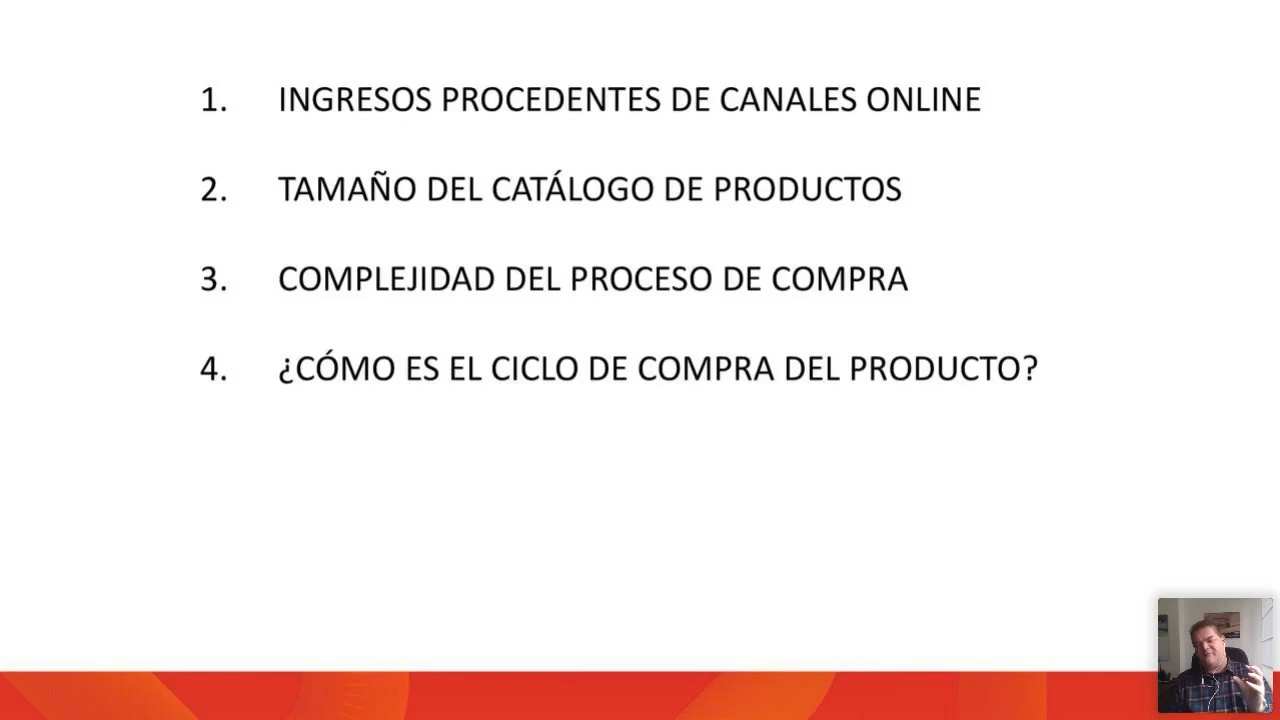 1. INGRESOS PROCEDENTES DE CANALES ONLINE
2. TAMAÑO DEL CATÁLOGO DE PRODUCTOS
3. COMPLEJIDAD DEL PROCESO DE COMPRA
4. ¿CÓMO ES EL CICLO DE COMPRA DEL PRODUCTO?